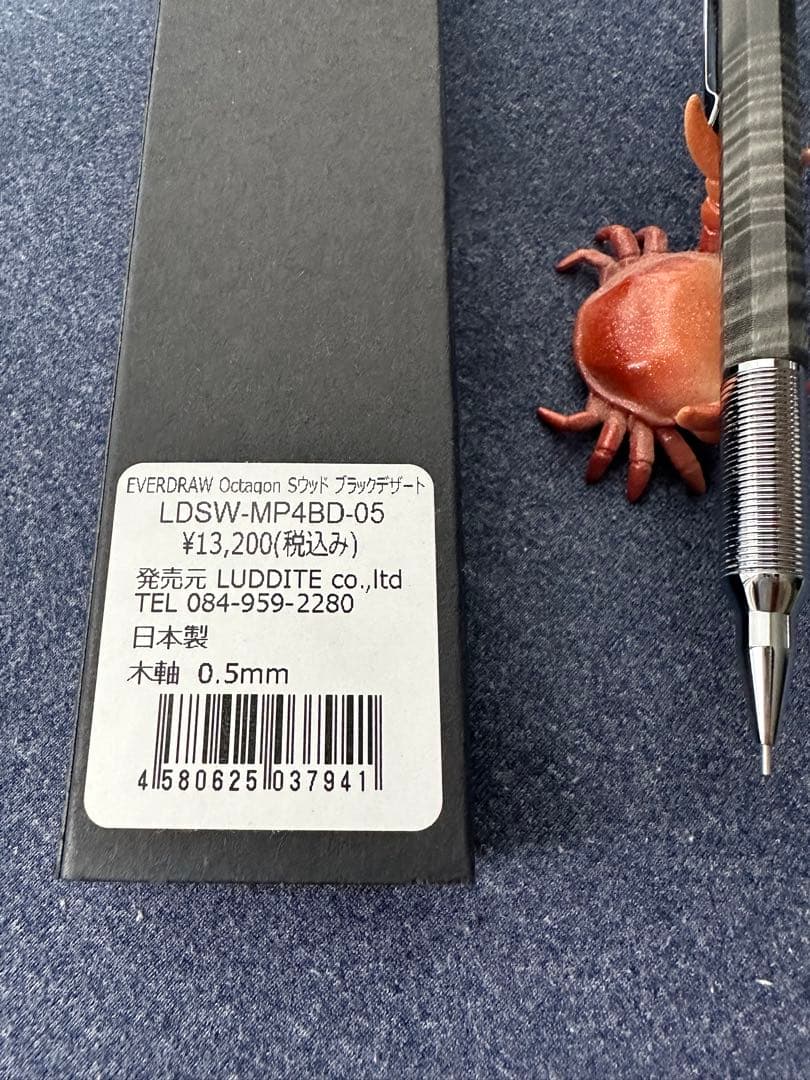 EVERDRAW Octagon Sウッド ブラックデザート
LDSW-MP4BD-05
¥13,200(税込み)
発売元 LUDDITE co.,ltd
TEL 084-959-2280
日本製
木軸 0.5mm
4580625037941